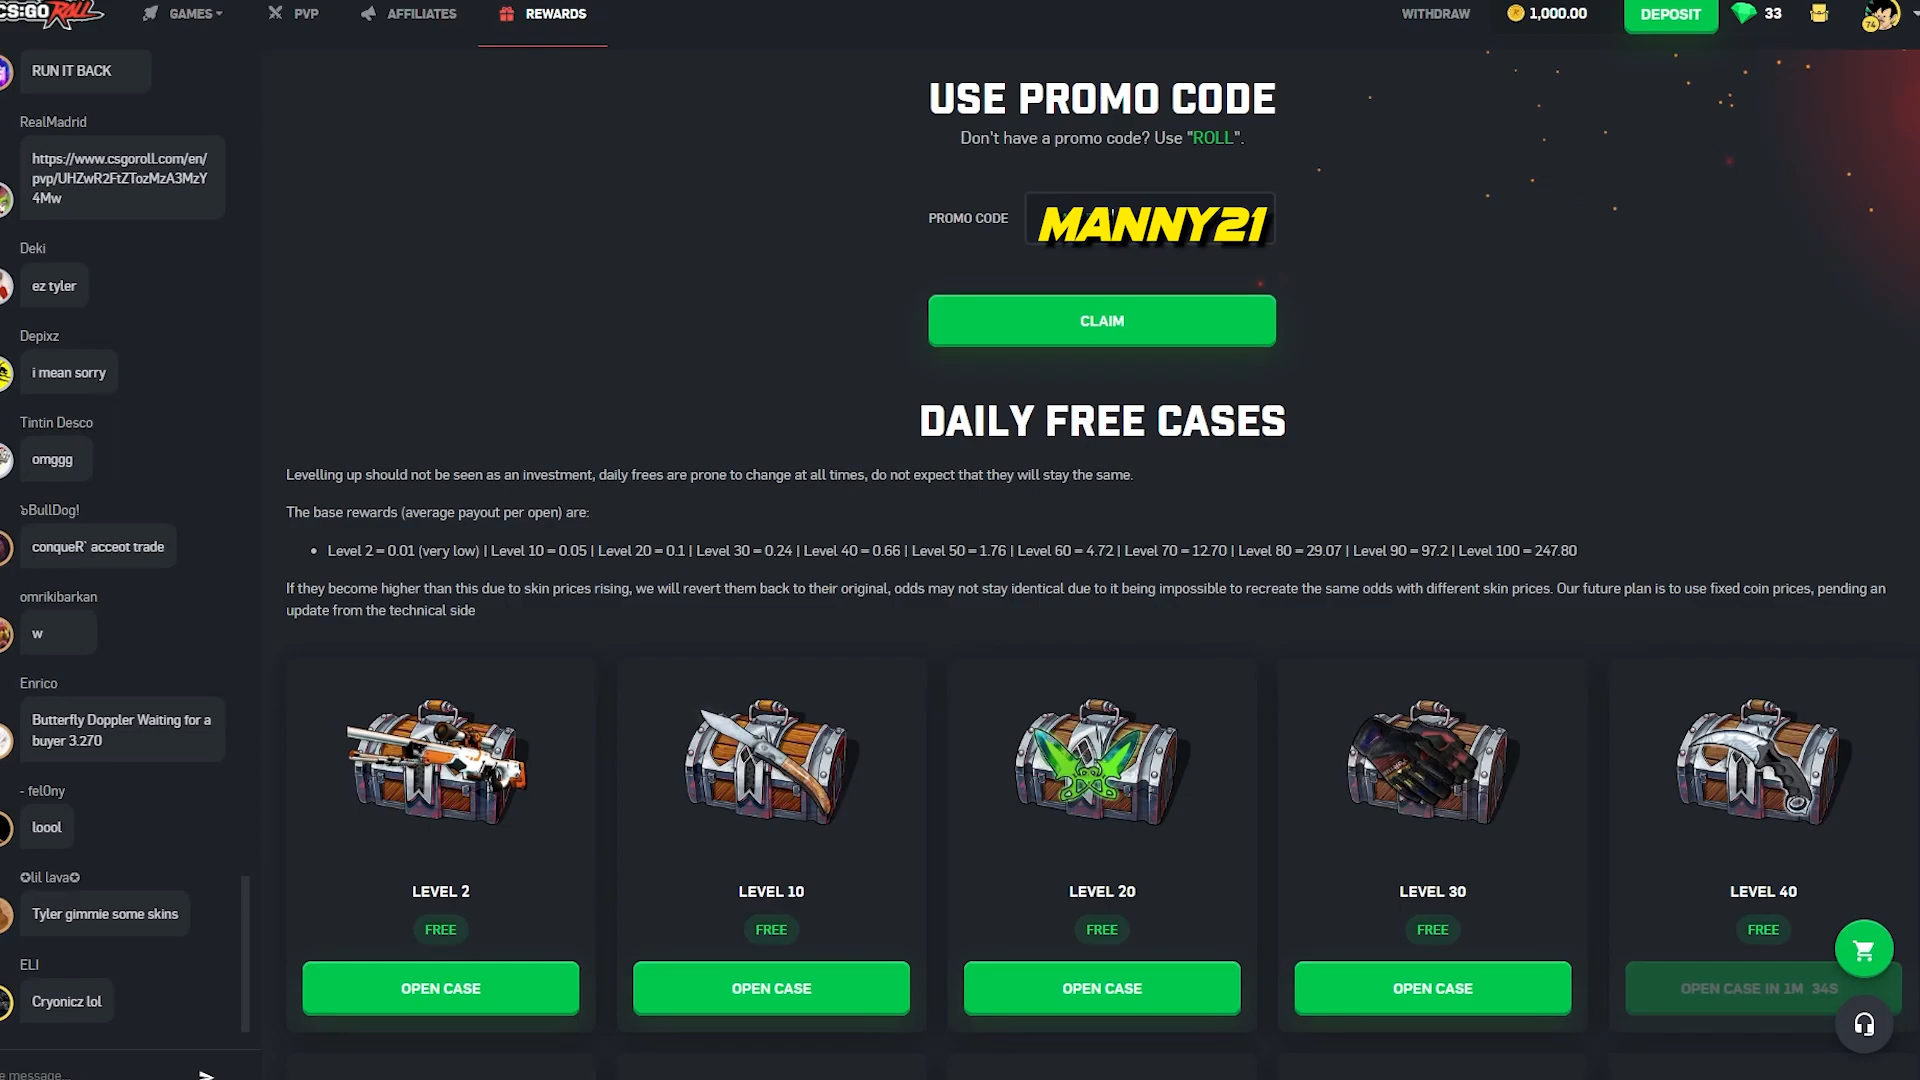 CS:GO ROLL
GAMES
PVP
AFFILIATES
REWARDS
WITHDRAW
1,000.00
DEPOSIT
33
74
RUN IT BACK
RealMadrid
https://www.csgoroll.com/en/
pvp/UHZwR2FtZTozMzA3MzY
4Mw
Deki
ez tyler
Depixz
i mean sorry
Tintin Desco
omggg
ზBullDog!
conqueR` acceot trade
omrikibarkan
w
Enrico
Butterfly Doppler Waiting for a
buyer 3.270
- fel0ny
loool
✪lil lava✪
Tyler gimmie some skins
ELI
Cryonicz lol
e message...
USE PROMO CODE
Don't have a promo code? Use "ROLL".
PROMO CODE
MANNY21
CLAIM
DAILY FREE CASES
Levelling up should not be seen as an investment, daily frees are prone to change at all times, do not expect that they will stay the same.
The base rewards (average payout per open) are:
• Level 2 = 0.01 (very low) | Level 10 = 0.05 | Level 20 = 0.1 | Level 30 = 0.24 | Level 40 = 0.66 | Level 50 = 1.76 | Level 60 = 4.72 | Level 70 = 12.70 | Level 80 = 29.07 | Level 90 = 97.2 | Level 100 = 247.80
If they become higher than this due to skin prices rising, we will revert them back to their original, odds may not stay identical due to it being impossible to recreate the same odds with different skin prices. Our future plan is to use fixed coin prices, pending an
update from the technical side
LEVEL 2
FREE
OPEN CASE
LEVEL 10
FREE
OPEN CASE
LEVEL 20
FREE
OPEN CASE
LEVEL 30
FREE
OPEN CASE
LEVEL 40
FREE
OPEN CASE IN 1M 34S